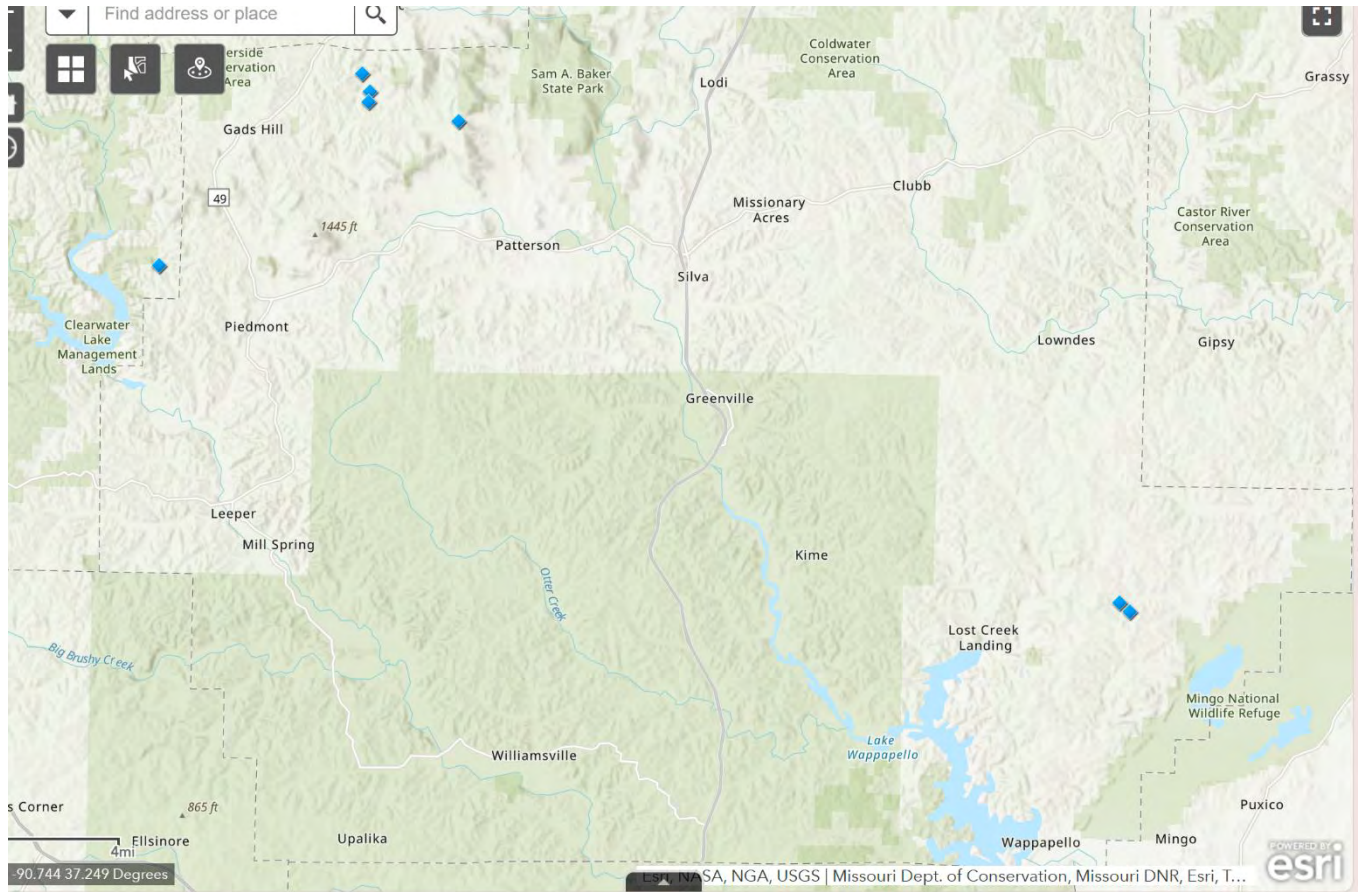 Find address or place
erside
ervation
Area
Coldwater
Conservation
Area
Sam A. Baker
State Park
Lodi
Grassy
Gads Hill
49
Clubb
Missionary
Acres
1445 ft
Castor River
Conservation
Area
Patterson
Silva
Clearwater
Lake
Management
Lands
Piedmont
Lowndes
Gipsy
Greenville
Leeper
Mill Spring
Kime
Otter Creek
Lost Creek
Landing
Big Brushy Creek
Mingo National
Wildlife Refuge
Lake
Wappapello
Williamsville
s Corner
865 ft
Puxico
Ellsinore
Upalika
Wappapello
Mingo
4mi
-90.744 37.249 Degrees
Esri, NASA, NGA, USGS | Missouri Dept. of Conservation, Missouri DNR, Esri, T...
POWERED BY
esri